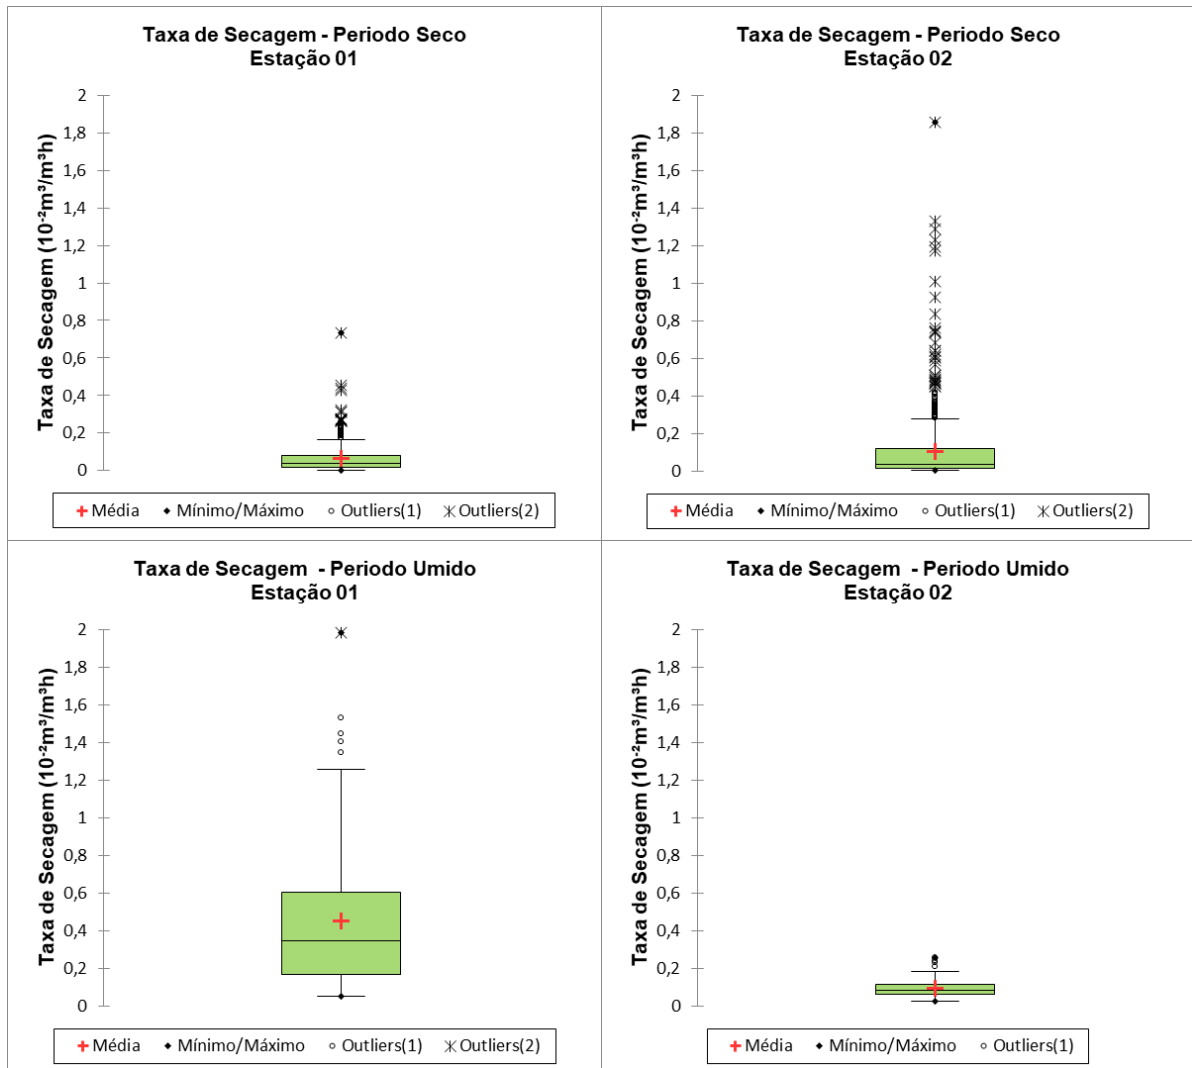 Taxa de Secagem - Periodo Seco
Estação 01
Taxa de Secagem (10⁻²m³/m³h)
2
1,8
1,6
1,4
1,2
1
0,8
0,6
0,4
0,2
0
Média Mínimo/Máximo Outliers(1) Outliers(2)
Taxa de Secagem - Periodo Seco
Estação 02
Taxa de Secagem (10⁻²m³/m³h)
2
1,8
1,6
1,4
1,2
1
0,8
0,6
0,4
0,2
0
Média Mínimo/Máximo Outliers(1) Outliers(2)
Taxa de Secagem - Periodo Umido
Estação 01
Taxa de Secagem (10⁻²m³/m³h)
2
1,8
1,6
1,4
1,2
1
0,8
0,6
0,4
0,2
0
Média Mínimo/Máximo Outliers(1) Outliers(2)
Taxa de Secagem - Periodo Umido
Estação 02
Taxa de Secagem (10⁻²m³/m³h)
2
1,8
1,6
1,4
1,2
1
0,8
0,6
0,4
0,2
0
Média Mínimo/Máximo Outliers(1)